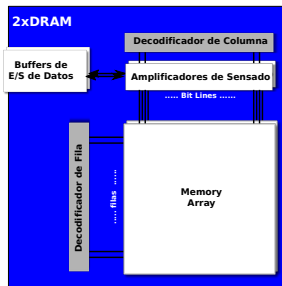 2xDRAM
Decodificador de Columna
Buffers de
E/S de Datos
Amplificadores de Sensado
..... Bit Lines ......
Decodificador de Fila
..... filas ......
Memory
Array